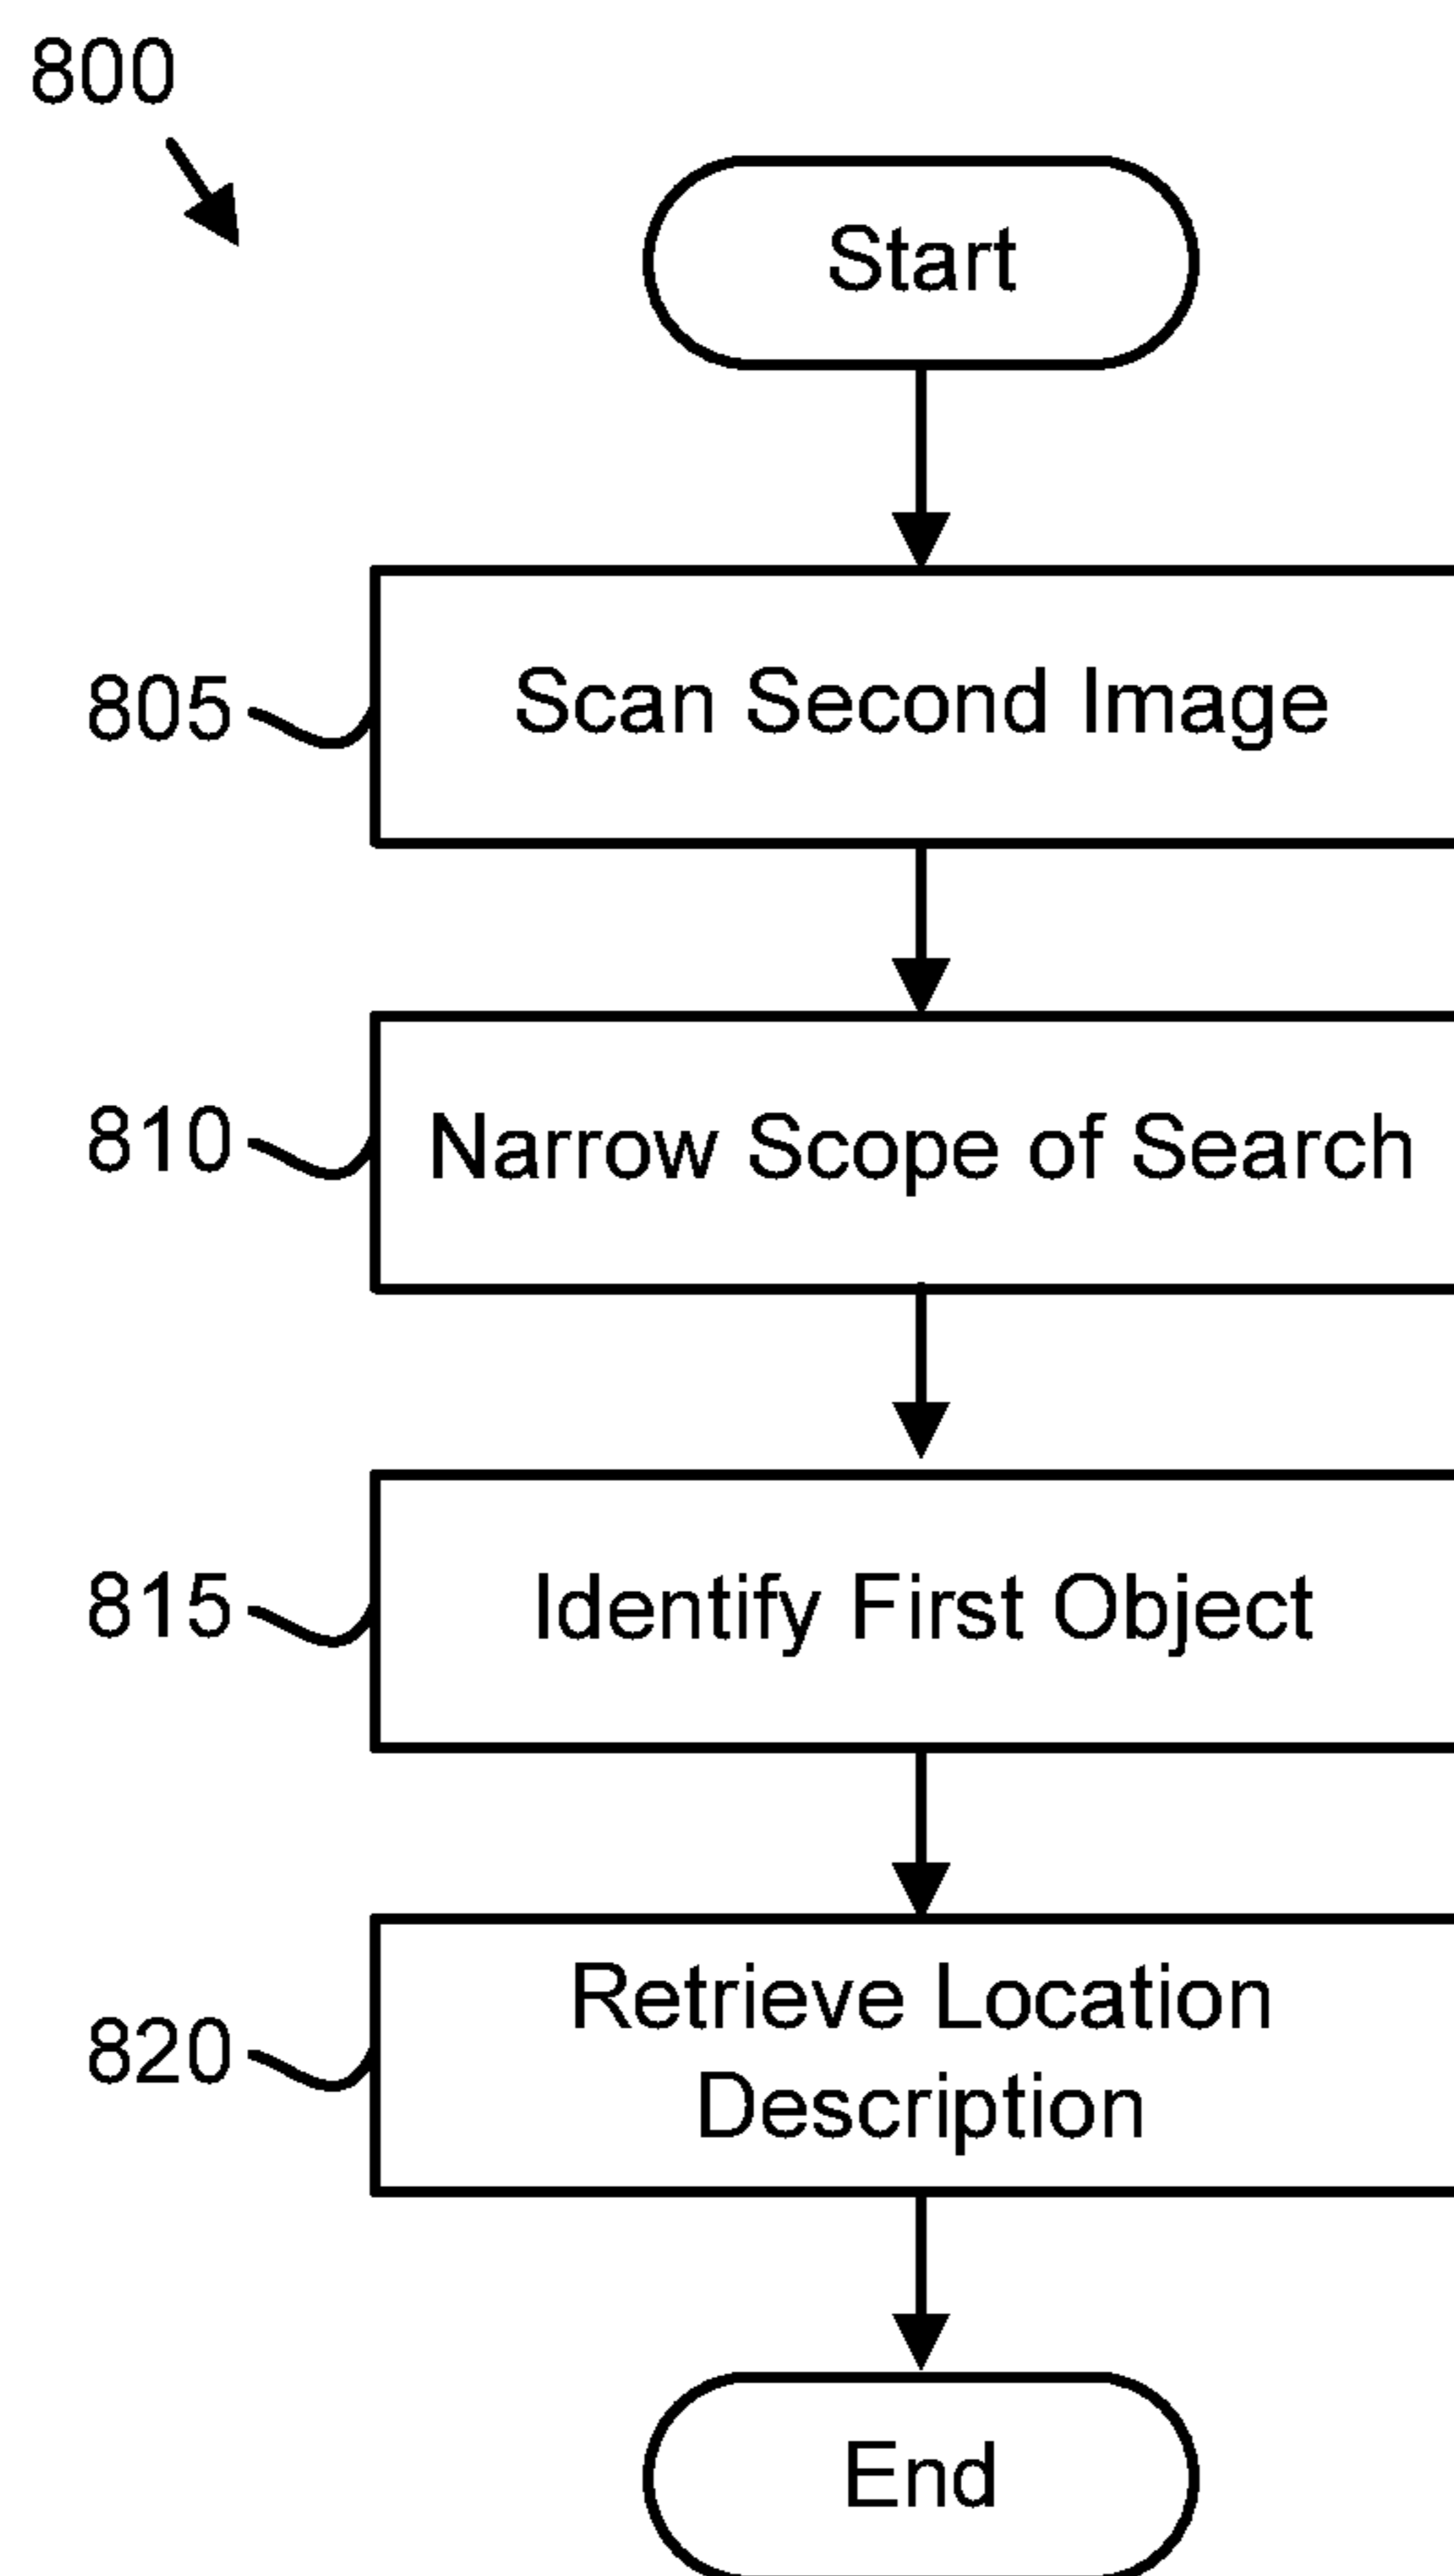 800
Start
805
Scan Second Image
810
Narrow Scope of Search
815
Identify First Object
820
Retrieve Location
Description
End